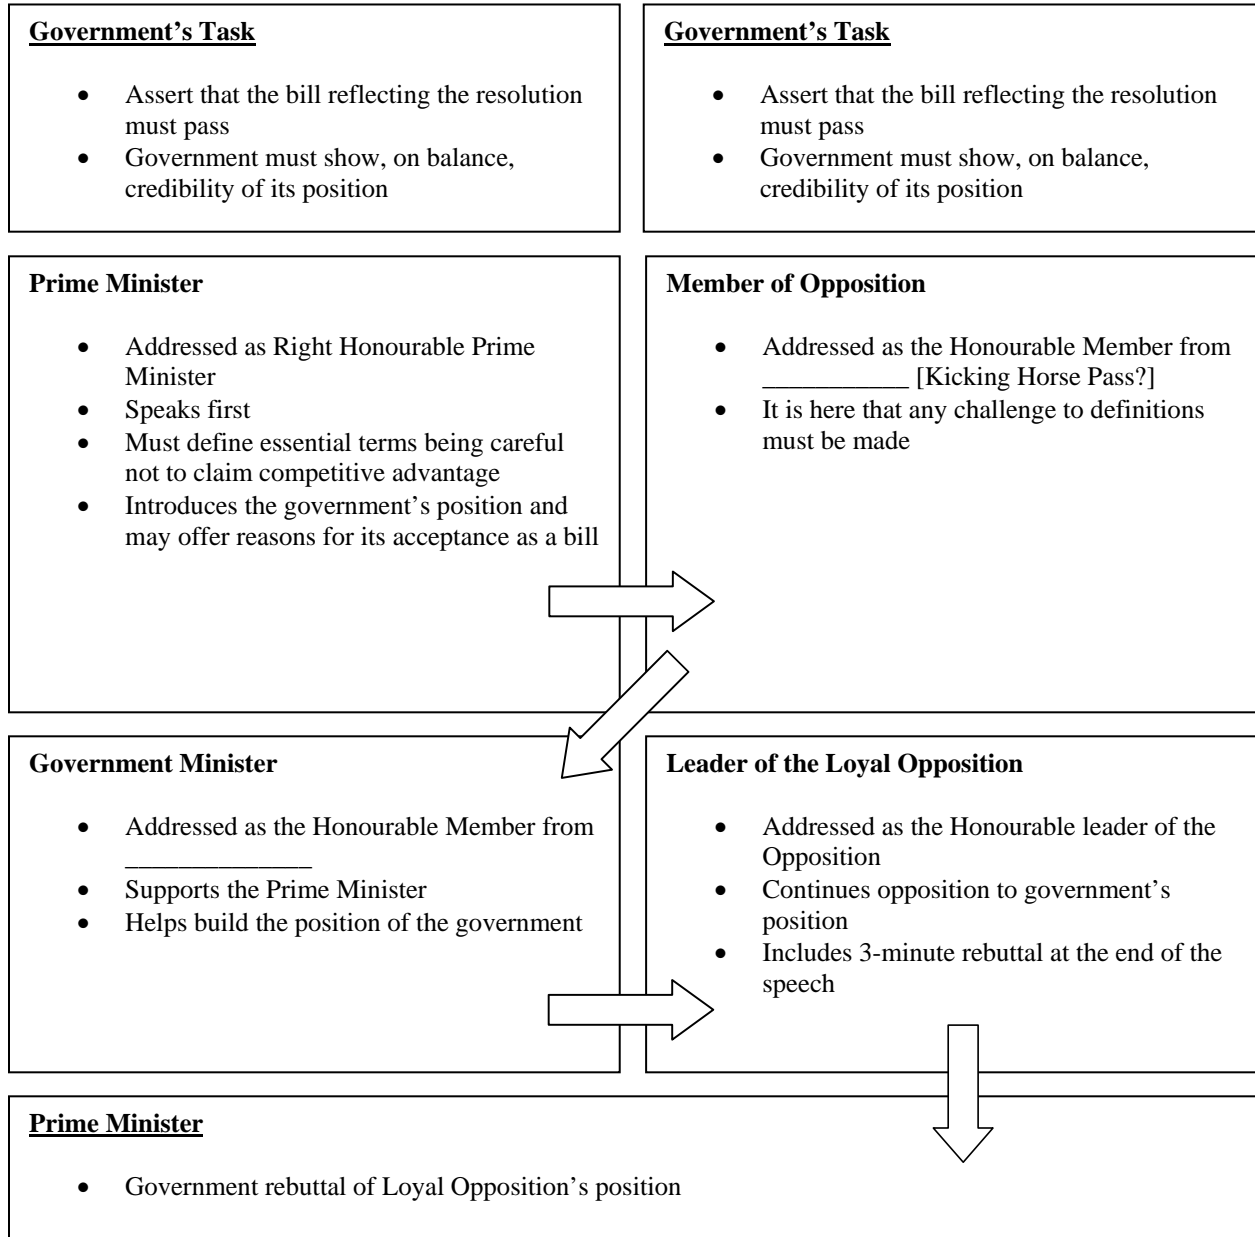 Government’s Task
• Assert that the bill reflecting the resolution
must pass
• Government must show, on balance,
credibility of its position
Government’s Task
• Assert that the bill reflecting the resolution
must pass
• Government must show, on balance,
credibility of its position
Prime Minister
• Addressed as Right Honourable Prime
Minister
• Speaks first
• Must define essential terms being careful
not to claim competitive advantage
• Introduces the government’s position and
may offer reasons for its acceptance as a bill
Member of Opposition
• Addressed as the Honourable Member from
____________ [Kicking Horse Pass?]
• It is here that any challenge to definitions
must be made
Government Minister
• Addressed as the Honourable Member from
______________
• Supports the Prime Minister
• Helps build the position of the government
Leader of the Loyal Opposition
• Addressed as the Honourable leader of the
Opposition
• Continues opposition to government’s
position
• Includes 3-minute rebuttal at the end of the
speech
Prime Minister
• Government rebuttal of Loyal Opposition’s position